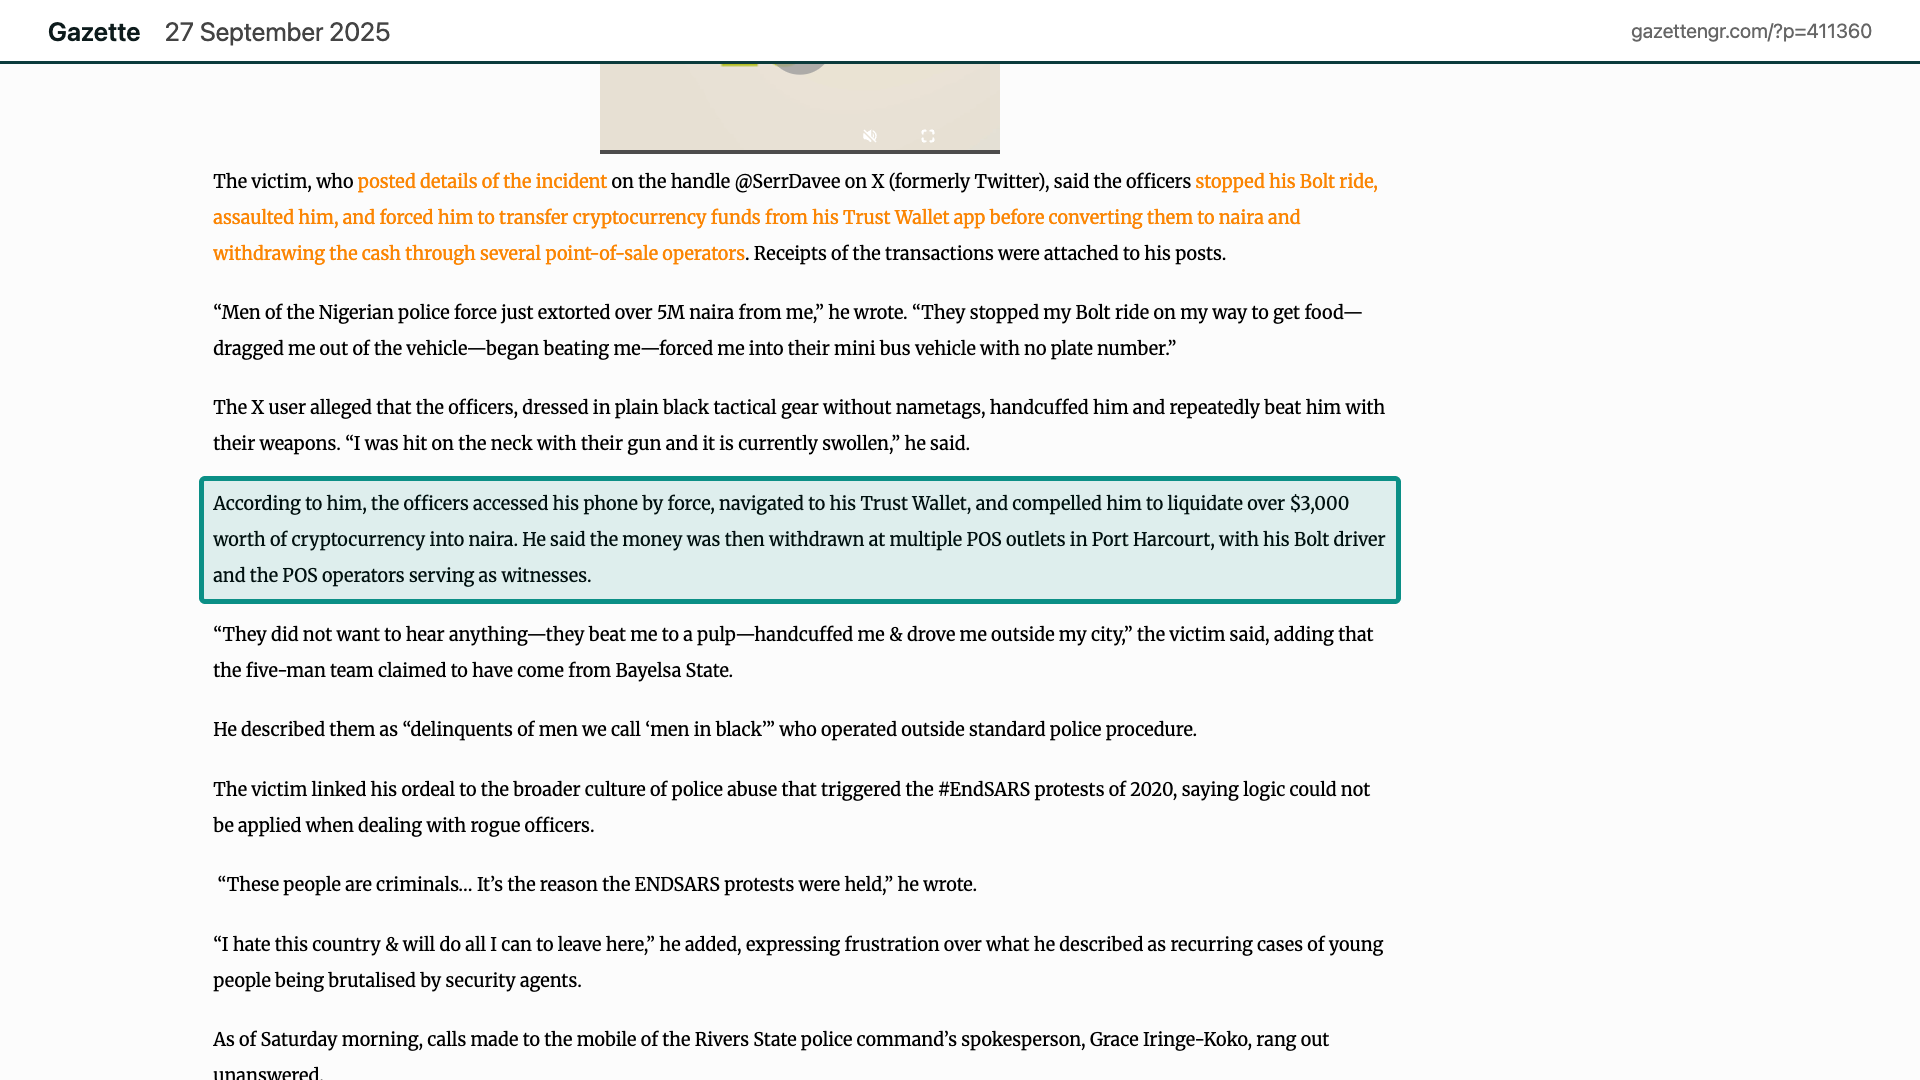 Gazette 27 September 2025 gazettengr.com/?p=411360
The victim, who posted details of the incident on the handle @SerrDavee on X (formerly Twitter), said the officers stopped his Bolt ride,
assaulted him, and forced him to transfer cryptocurrency funds from his Trust Wallet app before converting them to naira and
withdrawing the cash through several point-of-sale operators. Receipts of the transactions were attached to his posts.
“Men of the Nigerian police force just extorted over 5M naira from me,” he wrote. “They stopped my Bolt ride on my way to get food—
dragged me out of the vehicle—began beating me—forced me into their mini bus vehicle with no plate number.”
The X user alleged that the officers, dressed in plain black tactical gear without nametags, handcuffed him and repeatedly beat him with
their weapons. “I was hit on the neck with their gun and it is currently swollen,” he said.
According to him, the officers accessed his phone by force, navigated to his Trust Wallet, and compelled him to liquidate over $3,000
worth of cryptocurrency into naira. He said the money was then withdrawn at multiple POS outlets in Port Harcourt, with his Bolt driver
and the POS operators serving as witnesses.
“They did not want to hear anything—they beat me to a pulp—handcuffed me & drove me outside my city,” the victim said, adding that
the five-man team claimed to have come from Bayelsa State.
He described them as “delinquents of men we call ‘men in black’” who operated outside standard police procedure.
The victim linked his ordeal to the broader culture of police abuse that triggered the #EndSARS protests of 2020, saying logic could not
be applied when dealing with rogue officers.
“These people are criminals… It’s the reason the ENDSARS protests were held,” he wrote.
“I hate this country & will do all I can to leave here,” he added, expressing frustration over what he described as recurring cases of young
people being brutalised by security agents.
As of Saturday morning, calls made to the mobile of the Rivers State police command’s spokesperson, Grace Iringe-Koko, rang out
unanswered.